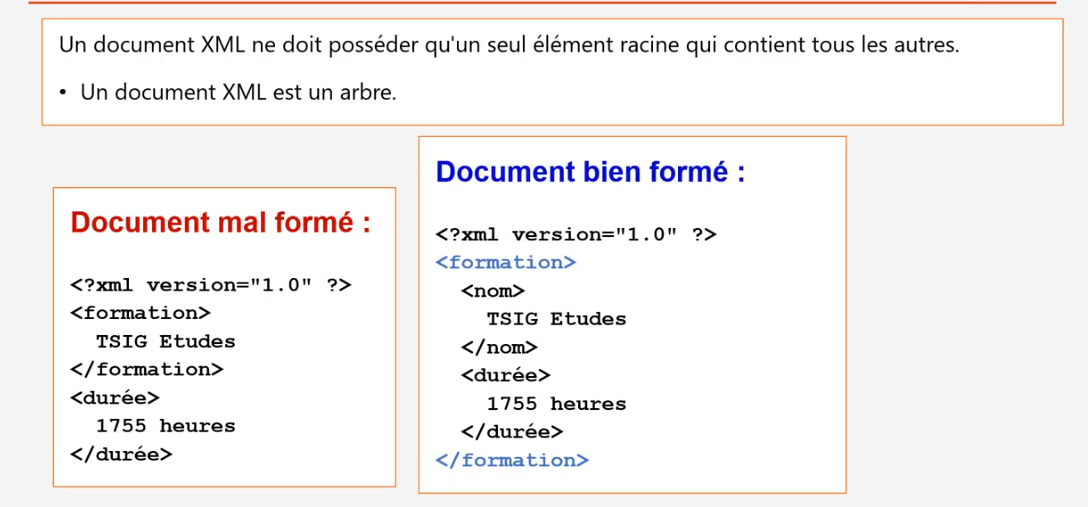 Un document XML ne doit posséder qu'un seul élément racine qui contient tous les autres.
• Un document XML est un arbre.
Document mal formé :
<?xml version="1.0" ?>
<formation>
TSIG Etudes
</formation>
<durée>
1755 heures
</durée>
Document bien formé :
<?xml version="1.0" ?>
<formation>
<nom>
TSIG Etudes
</nom>
<durée>
1755 heures
</durée>
</formation>